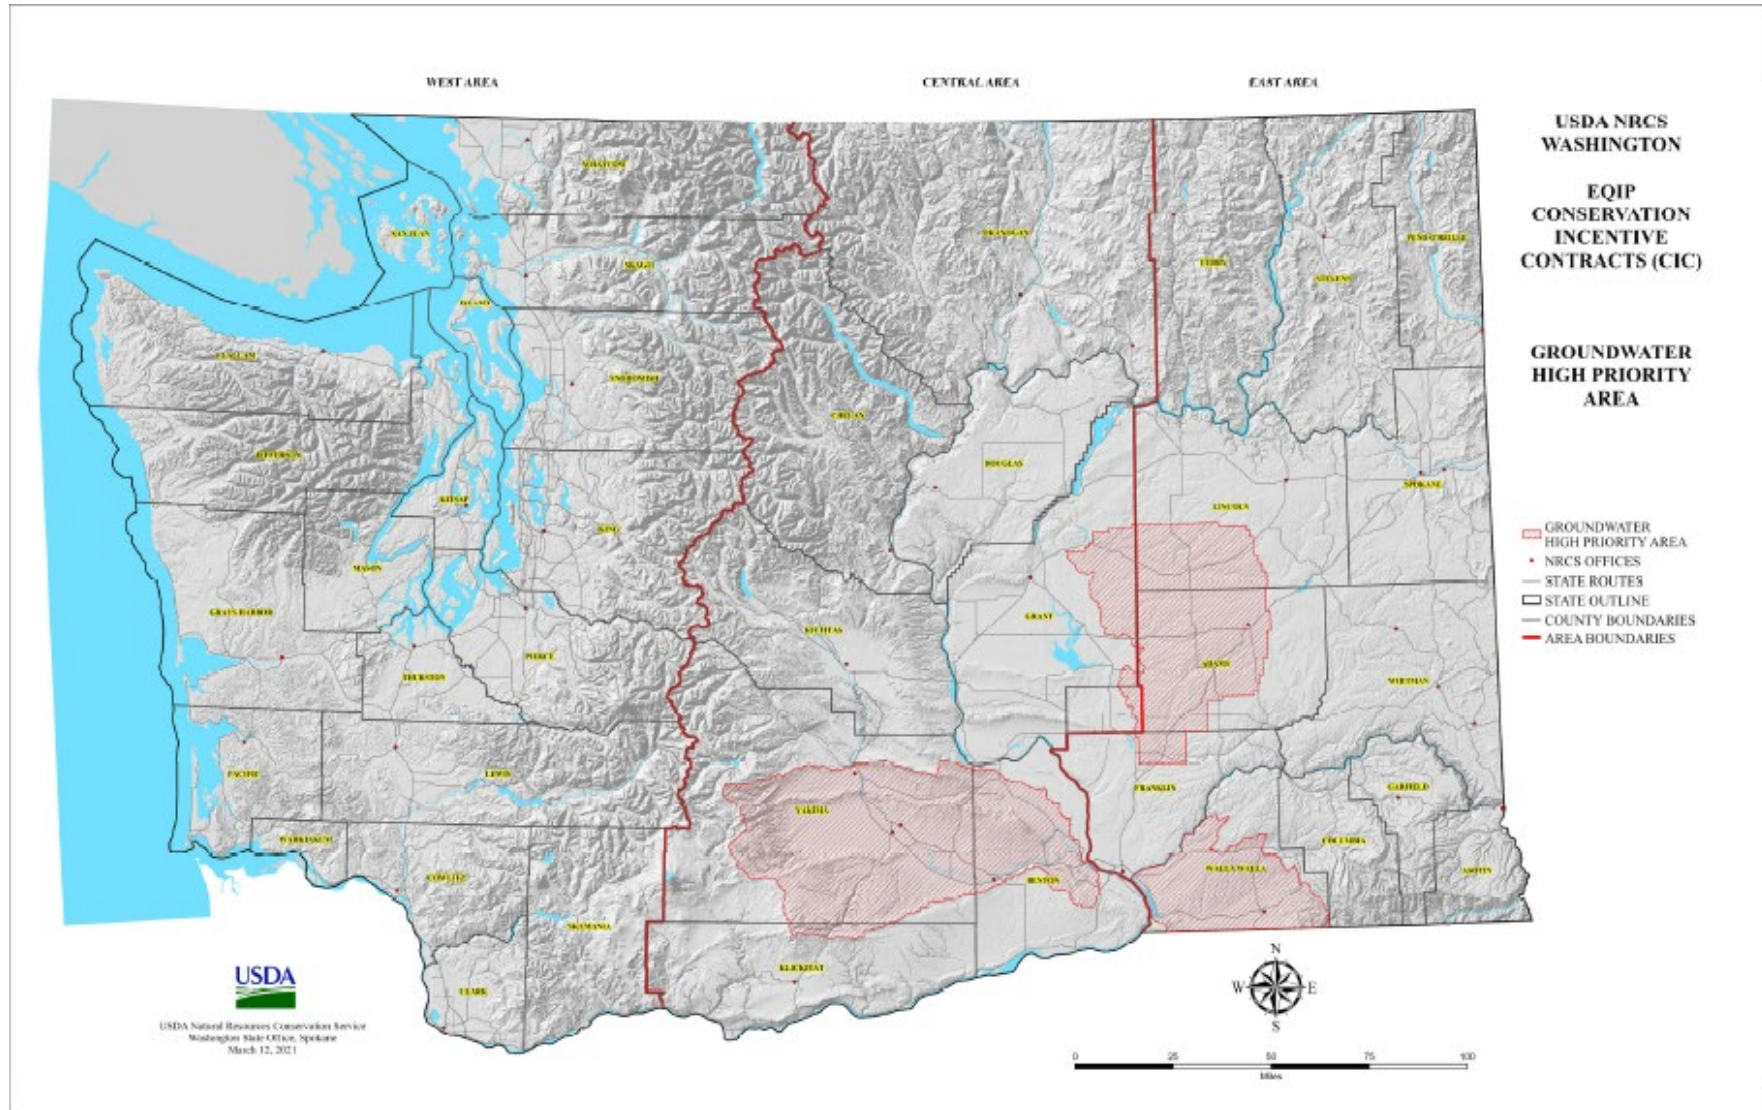 WEST AREA
CENTRAL AREA
EAST AREA
USDA NRCS
WASHINGTON
EQIP
CONSERVATION
INCENTIVE
CONTRACTS (CIC)
GROUNDWATER
HIGH PRIORITY
AREA
WHATCOM
SAN JUAN
SKAGIT
ISLAND
OKANOGAN
FERRY
STEVENS
PEND OREILLE
CLALLAM
SNOHOMISH
CHELAN
JEFFERSON
KITSAP
KING
DOUGLAS
LINCOLN
SPOKANE
MASON
GRAYS HARBOR
KITTITAS
GRANT
PIERCE
THURSTON
ADAMS
WHITMAN
PACIFIC
LEWIS
YAKIMA
FRANKLIN
GARFIELD
WAHKIAKUM
COLUMBIA
COWLITZ
BENTON
WALLA WALLA
ASOTIN
SKAMANIA
KLICKITAT
CLARK
GROUNDWATER
HIGH PRIORITY AREA
NRCS OFFICES
STATE ROUTES
STATE OUTLINE
COUNTY BOUNDARIES
AREA BOUNDARIES
USDA
USDA Natural Resources Conservation Service
Washington State Office, Spokane
March 12, 2021
N
W E
S
0 25 50 75 100
Miles